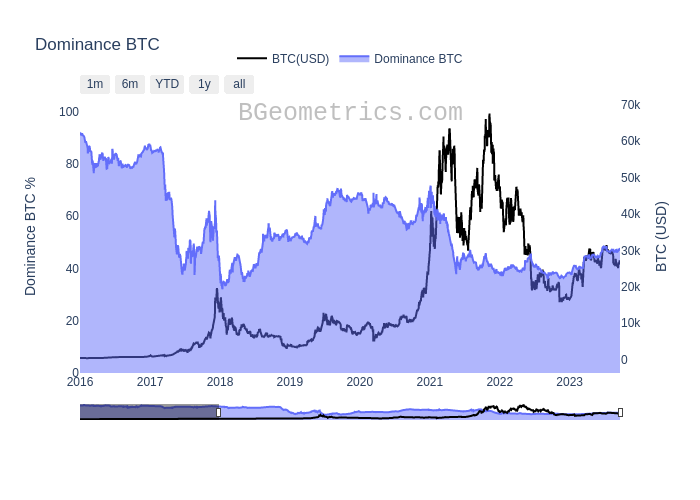 Dominance BTC
BTC(USD) Dominance BTC
1m 6m YTD 1y all
BGeometrics.com
100
80
60
40
20
0
Dominance BTC %
70k
60k
50k
40k
30k
20k
10k
0
BTC (USD)
2016 2017 2018 2019 2020 2021 2022 2023